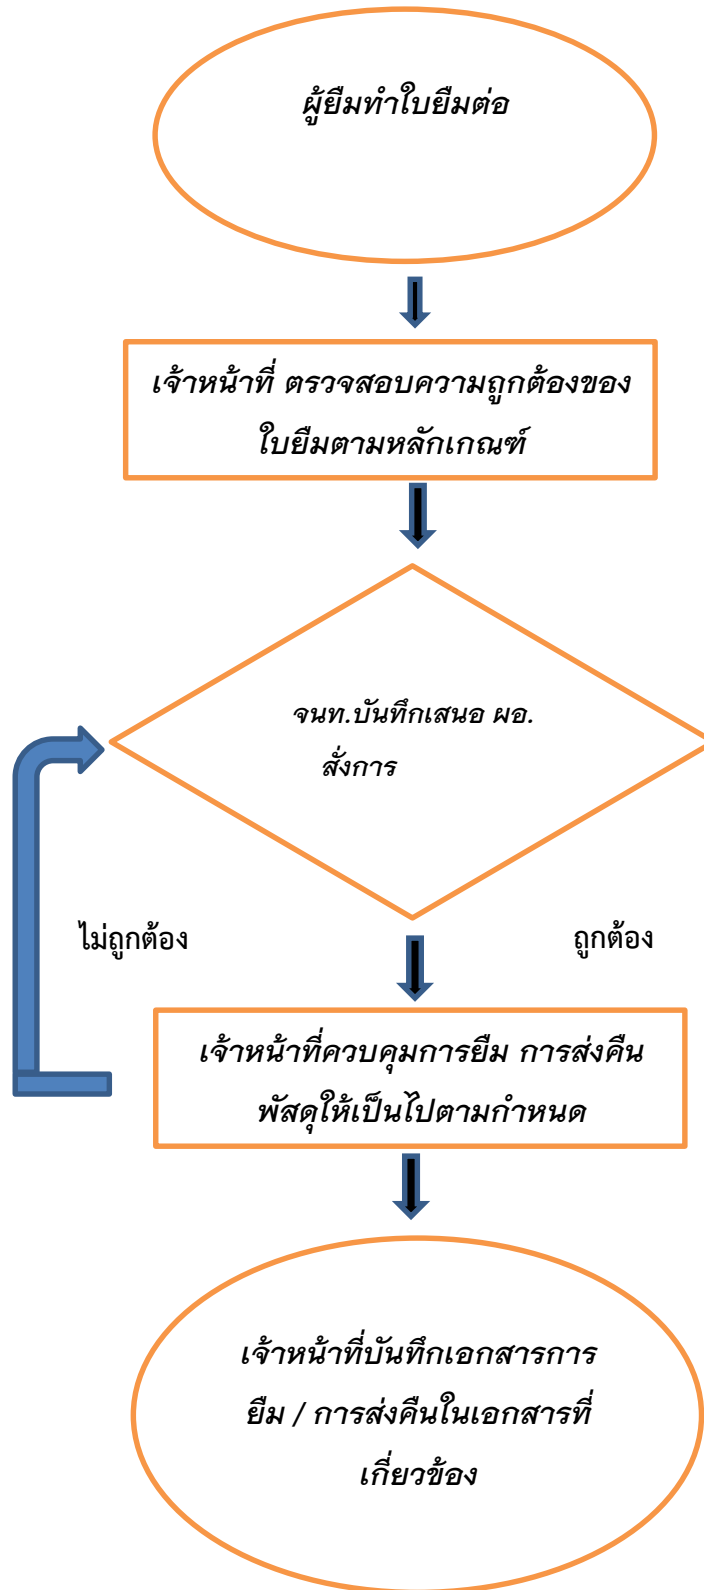 ผู้ยืมทำใบยืมต่อ
เจ้าหน้าที่ ตรวจสอบความถูกต้องของ
ใบยืมตามหลักเกณฑ์
จนท.บันทึกเสนอ ผอ.
สั่งการ
ไม่ถูกต้อง
ถูกต้อง
เจ้าหน้าที่ควบคุมการยืม การส่งคืน
พัสดุให้เป็นไปตามกำหนด
เจ้าหน้าที่บันทึกเอกสารการ
ยืม / การส่งคืนในเอกสารที่
เกี่ยวข้อง